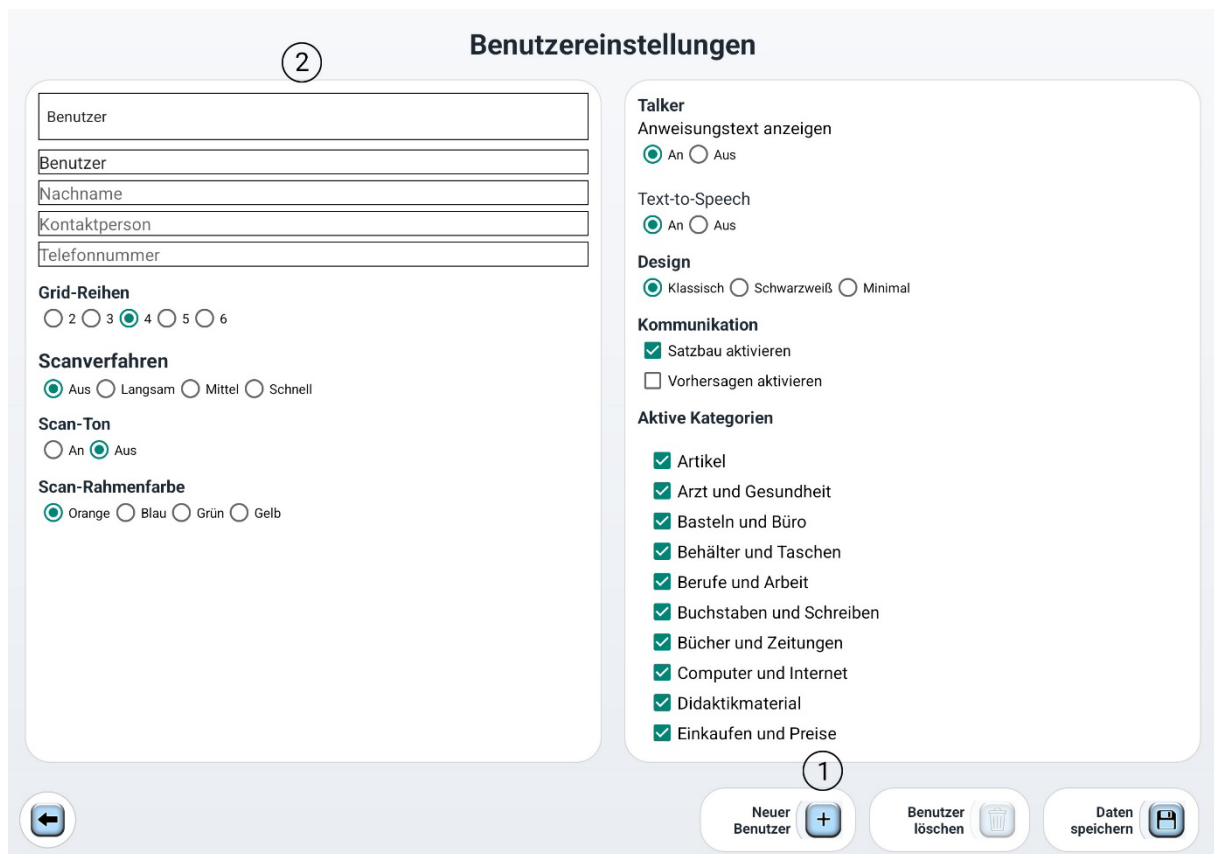 Benutzereinstellungen
2
Benutzer
Benutzer
Nachname
Kontaktperson
Telefonnummer
Grid-Reihen
2 3 4 5 6
Scanverfahren
Aus Langsam Mittel Schnell
Scan-Ton
An Aus
Scan-Rahmenfarbe
Orange Blau Grün Gelb
Talker
Anweisungstext anzeigen
An Aus
Text-to-Speech
An Aus
Design
Klassisch Schwarzweiß Minimal
Kommunikation
Satzbau aktivieren
Vorhersagen aktivieren
Aktive Kategorien
Artikel
Arzt und Gesundheit
Basteln und Büro
Behälter und Taschen
Berufe und Arbeit
Buchstaben und Schreiben
Bücher und Zeitungen
Computer und Internet
Didaktikmaterial
Einkaufen und Preise
1
Neuer
Benutzer
Benutzer
löschen
Daten
speichern